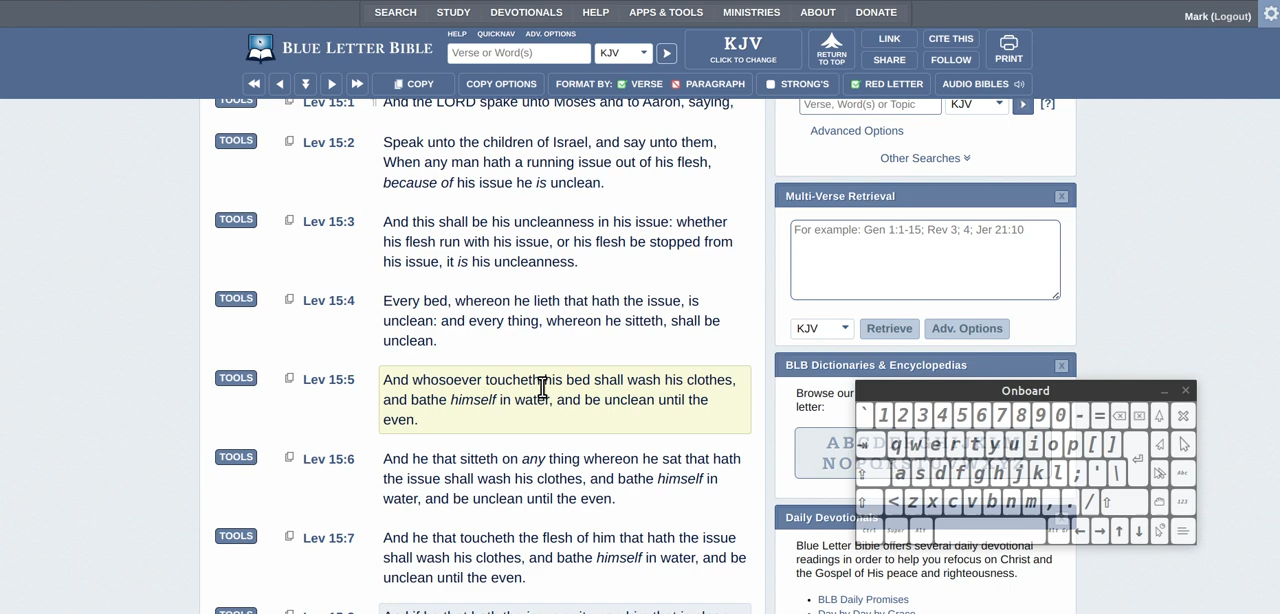 SEARCH STUDY DEVOTIONALS HELP APPS & TOOLS MINISTRIES ABOUT DONATE
Mark (Logout)
BLUE LETTER BIBLE
HELP QUICKNAV ADV. OPTIONS
Verse or Word(s) KJV
KJV
CLICK TO CHANGE
RETURN
TO TOP
LINK CITE THIS
SHARE FOLLOW
PRINT
COPY COPY OPTIONS FORMAT BY: VERSE PARAGRAPH STRONG'S RED LETTER AUDIO BIBLES
TOOLS Lev 15:1 And the LORD spake unto Moses and to Aaron, saying,
TOOLS Lev 15:2 Speak unto the children of Israel, and say unto them,
When any man hath a running issue out of his flesh,
because of his issue he is unclean.
TOOLS Lev 15:3 And this shall be his uncleanness in his issue: whether
his flesh run with his issue, or his flesh be stopped from
his issue, it is his uncleanness.
TOOLS Lev 15:4 Every bed, whereon he lieth that hath the issue, is
unclean: and every thing, whereon he sitteth, shall be
unclean.
TOOLS Lev 15:5 And whosoever toucheth his bed shall wash his clothes,
and bathe himself in water, and be unclean until the
even.
TOOLS Lev 15:6 And he that sitteth on any thing whereon he sat that hath
the issue shall wash his clothes, and bathe himself in
water, and be unclean until the even.
TOOLS Lev 15:7 And he that toucheth the flesh of him that hath the issue
shall wash his clothes, and bathe himself in water, and be
unclean until the even.
Verse, Word(s) or Topic KJV [?]
Advanced Options
Other Searches
Multi-Verse Retrieval X
For example: Gen 1:1-15; Rev 3; 4; Jer 21:10
KJV Retrieve Adv. Options
BLB Dictionaries & Encyclopedias X
Browse our
letter:
Onboard
` 1 2 3 4 5 6 7 8 9 0 - =
q w e r t y u i o p [ ]
a s d f g h j k l ; ' \ Abc
< z x c v b n m , . / 123
Ctrl Super Alt Alt Gr
Daily Devotionals
Blue Letter Bible offers several daily devotional
readings in order to help you refocus on Christ and
the Gospel of His peace and righteousness.
BLB Daily Promises
Day by Day by Grace